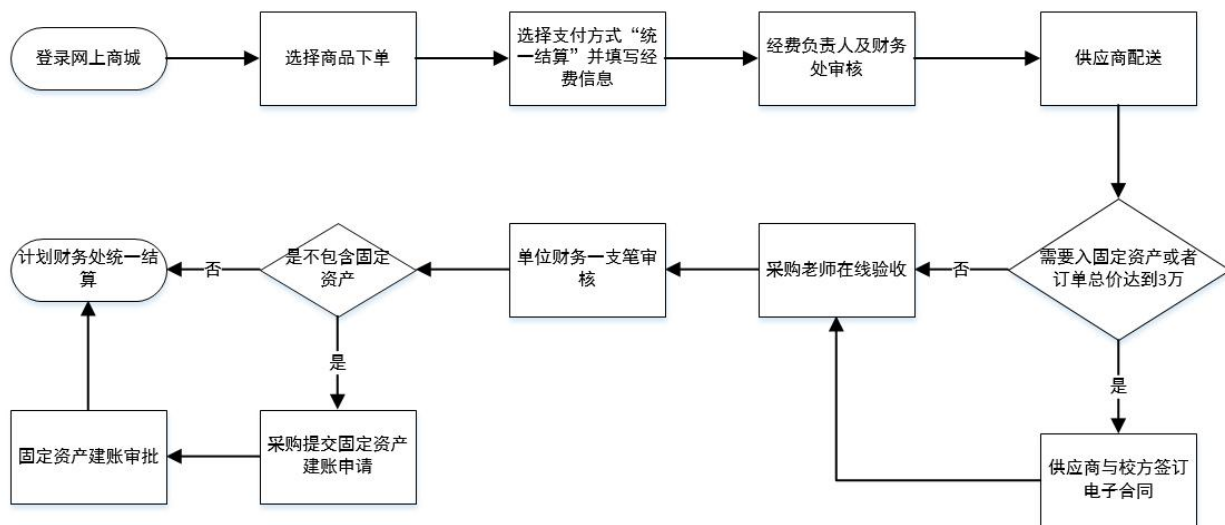 登录网上商城
选择商品下单
选择支付方式“统
一结算”并填写经
费信息
经费负责人及财务
处审核
供应商配送
需要入固定资产或者
订单总价达到3万
否
是
供应商与校方签订
电子合同
采购老师在线验收
单位财务一支笔审
核
是不包含固定
资产
否
是
采购提交固定资产
建账申请
固定资产建账审批
计划财务处统一结
算